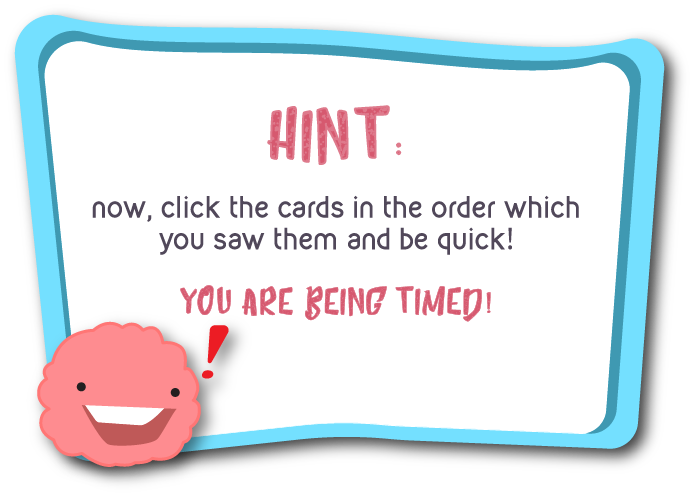 HINT:
now, click the cards in the order which
you saw them and be quick!
YOU ARE BEING TIMED!
!